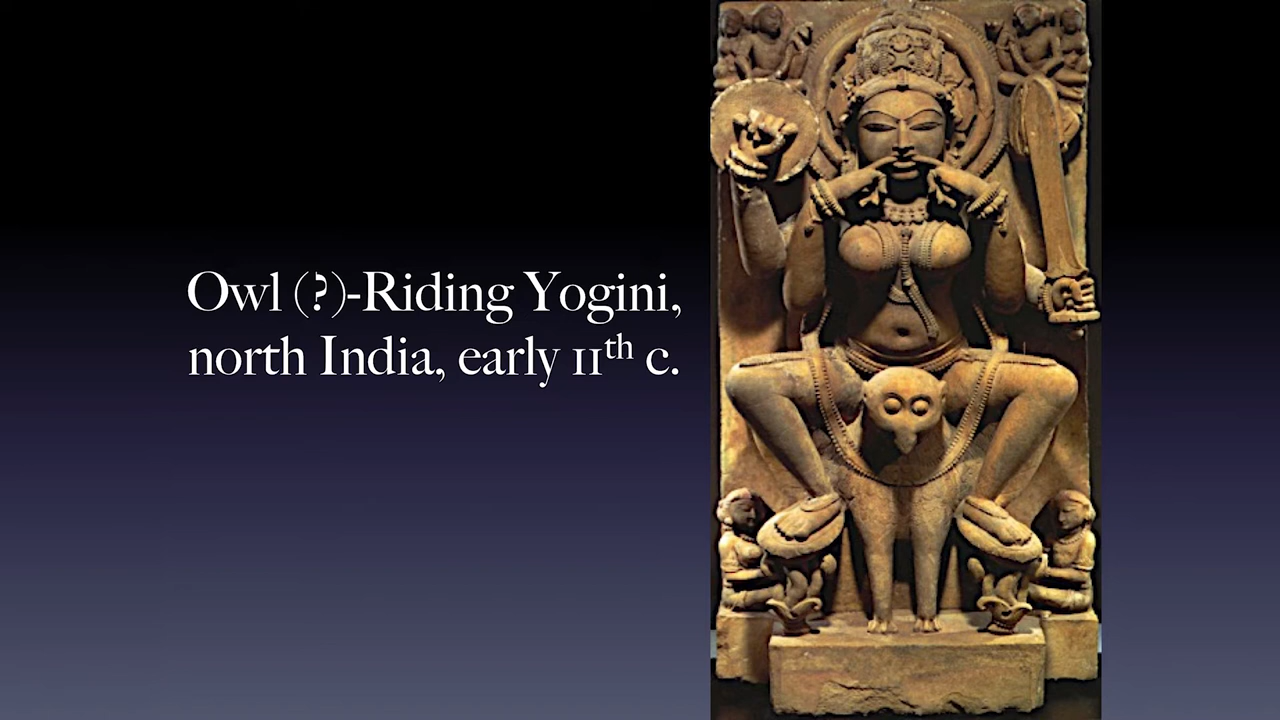 Owl (?)-Riding Yogini,
north India, early 11th c.